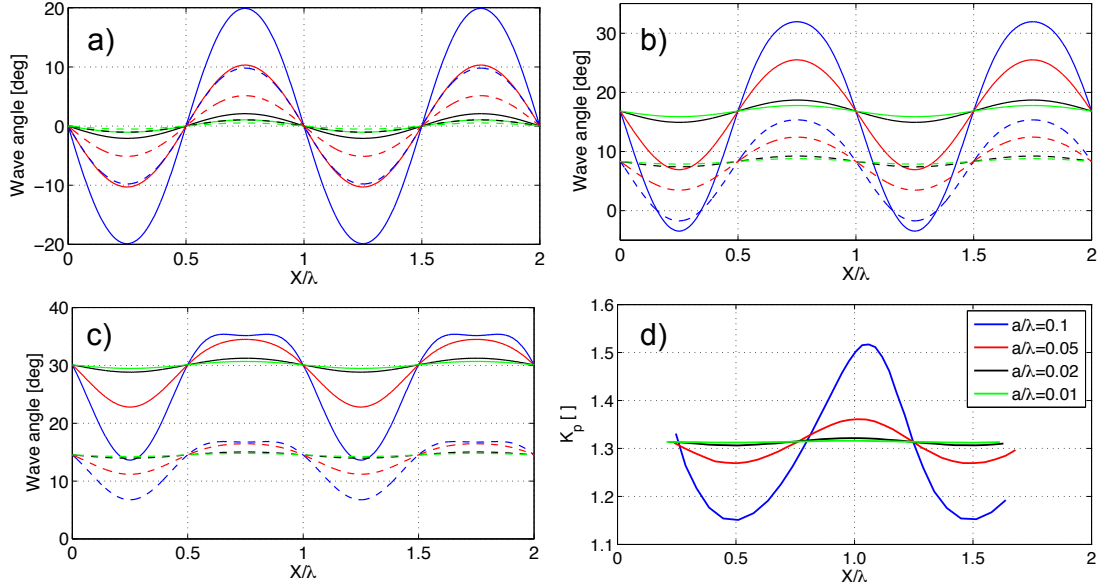 a)
Wave angle [deg]
20
10
0
−10
−20
0 0.5 1 1.5 2
X/λ
b)
Wave angle [deg]
30
20
10
0
0 0.5 1 1.5 2
X/λ
c)
Wave angle [deg]
40
30
20
10
0
0 0.5 1 1.5 2
X/λ
d)
K_p [ ]
1.6
1.5
1.4
1.3
1.2
1.1
0.5 1.0 1.5 2
X/λ
a/λ=0.1
a/λ=0.05
a/λ=0.02
a/λ=0.01